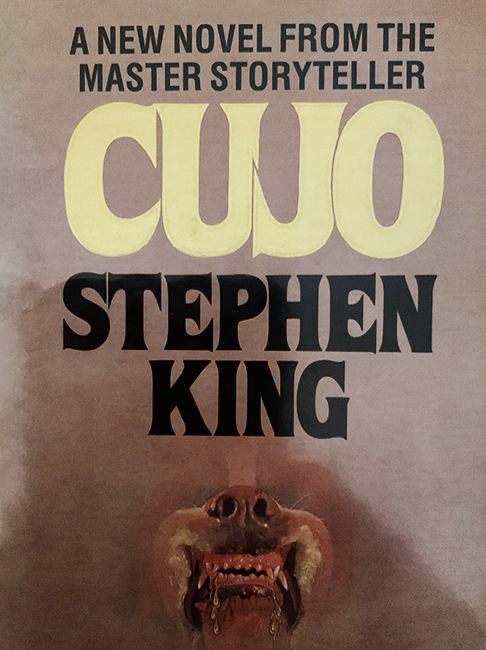 A NEW NOVEL FROM THE
MASTER STORYTELLER
CUJO
STEPHEN
KING